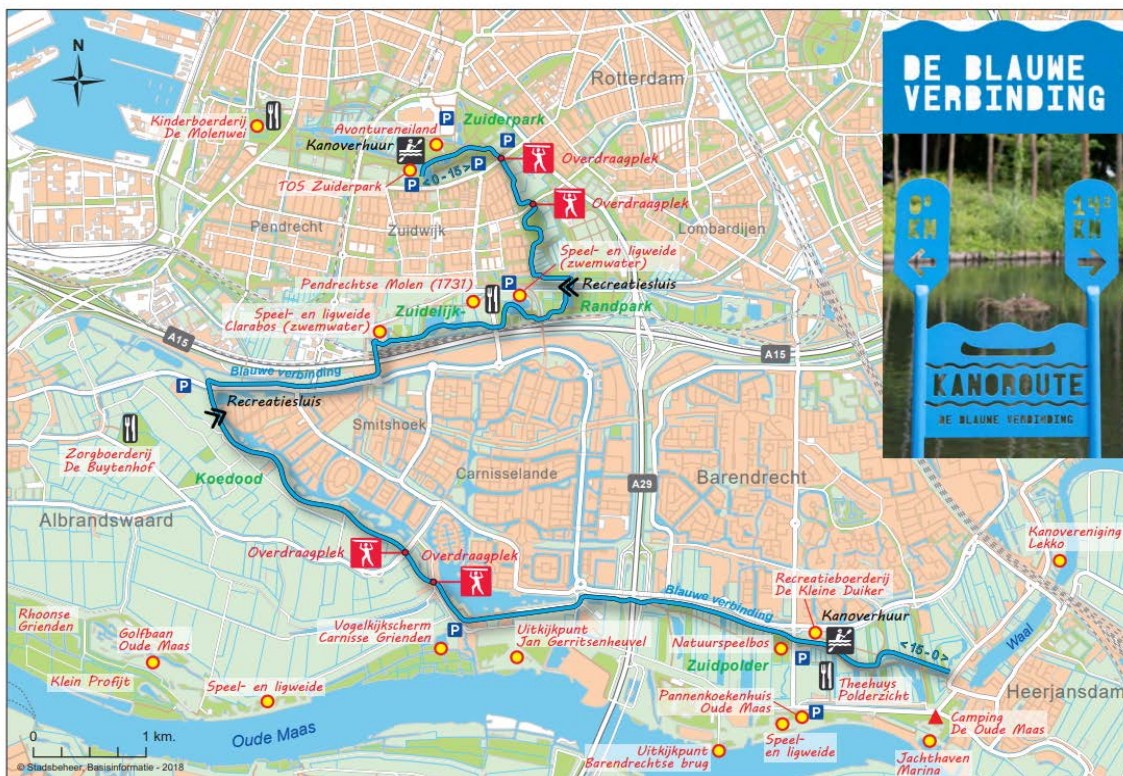 N
Kinderboerderij
De Molenwei
Rotterdam
DE BLAUWE
VERBINDING
Zuiderpark
P
Avontureneiland
P
Kanoverhuur
P
Overdraagplek
<0-15>
TOS Zuiderpark
P
Overdraagplek
Pendrecht
Zuidwijk
Lombardijen
Speel- en ligweide
(zwemwater)
P
Pendrechtse Molen (1731)
Recreatiesluis
Speel- en ligweide
Clarabos (zwemwater)
Zuidelijk-
Randpark
A15
A15
Blauwe verbinding
P
Recreatiesluis
KM
KM
KANOROUTE
DE BLAUWE VERBINDING
Smitshoek
Zorgboerderij
De Buytenhof
Koedood
Carnisselande
A29
Barendrecht
Albrandswaard
Overdraagplek
Overdraagplek
Kanovereniging
Lekko
Blauwe verbinding
Recreatieboerderij
De Kleine Duiker
Kanoverhuur
Rhoonse
Grienden
Golfbaan
Oude Maas
Vogelkijkscherm
Carnisse Grienden
P
Uitkijkpunt
Jan Gerritsenheuvel
Natuurspeelbos
P
<15-0>
Waal
Zuidpolder
Klein Profijt
Speel- en ligweide
Theehuys
Polderzicht
Heerjansdam
Pannenkoekenhuis
Oude Maas
P
Speel-
en ligweide
Camping
De Oude Maas
Oude Maas
Uitkijkpunt
Barendrechtse brug
Jachthaven
Marina
0 1 km.
© Stadsbeheer, Basisinformatie - 2018